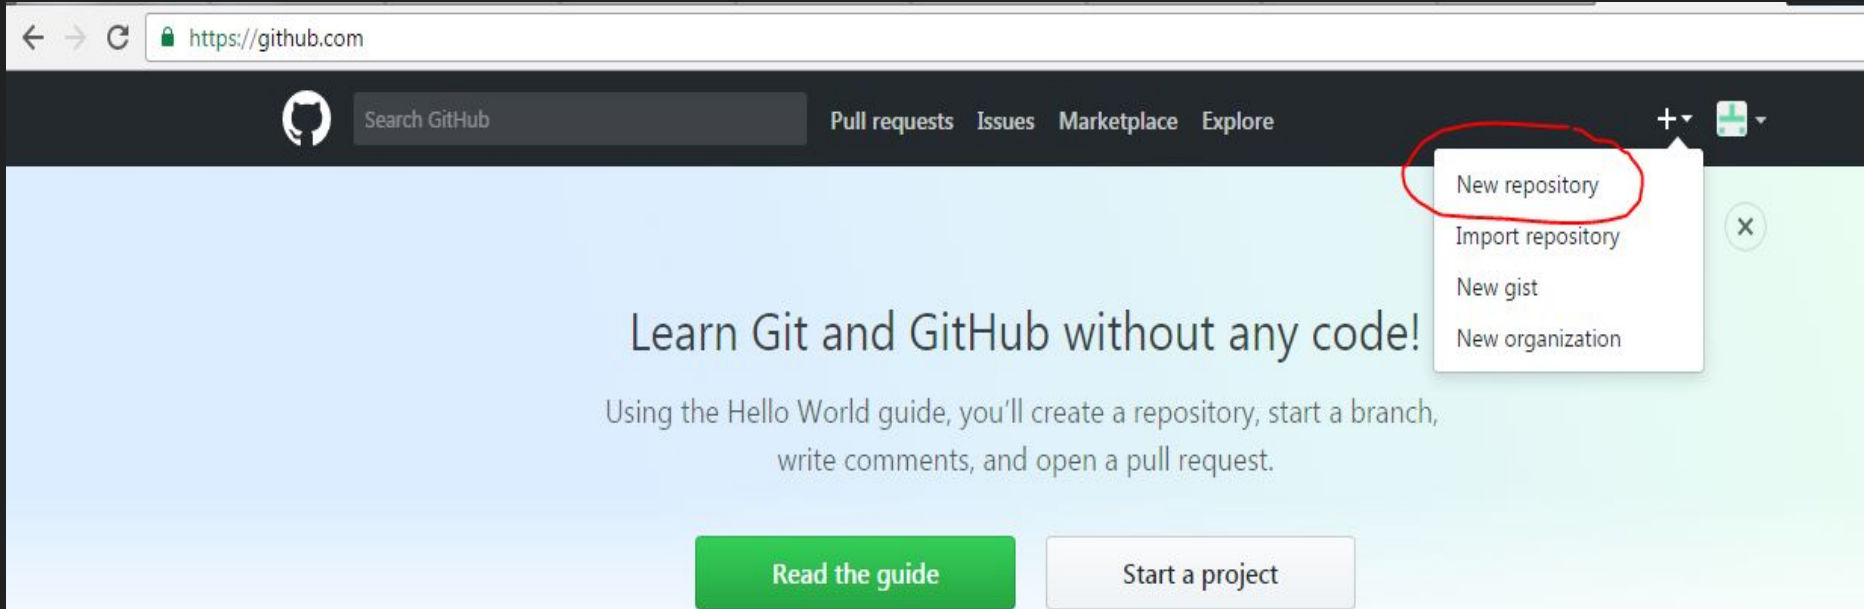 https://github.com
Search GitHub
Pull requests Issues Marketplace Explore
New repository
Import repository
New gist
New organization
Learn Git and GitHub without any code!
Using the Hello World guide, you’ll create a repository, start a branch,
write comments, and open a pull request.
Read the guide
Start a project